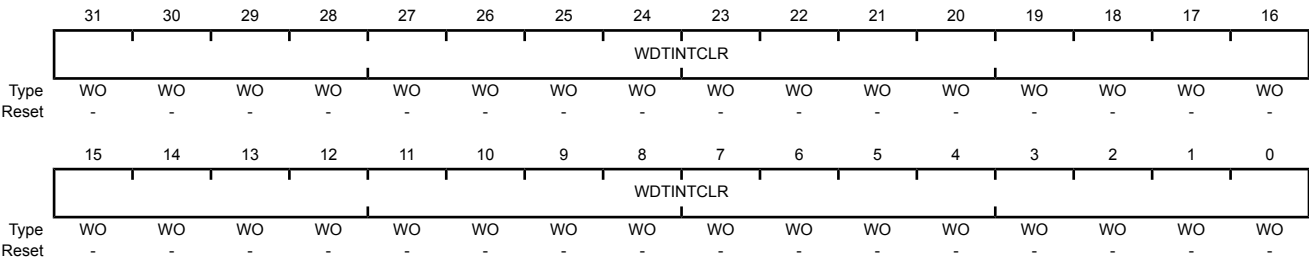 31 30 29 28 27 26 25 24 23 22 21 20 19 18 17 16
WDTINTCLR
Type WO WO WO WO WO WO WO WO WO WO WO WO WO WO WO WO
Reset - - - - - - - - - - - - - - - -
15 14 13 12 11 10 9 8 7 6 5 4 3 2 1 0
WDTINTCLR
Type WO WO WO WO WO WO WO WO WO WO WO WO WO WO WO WO
Reset - - - - - - - - - - - - - - - -